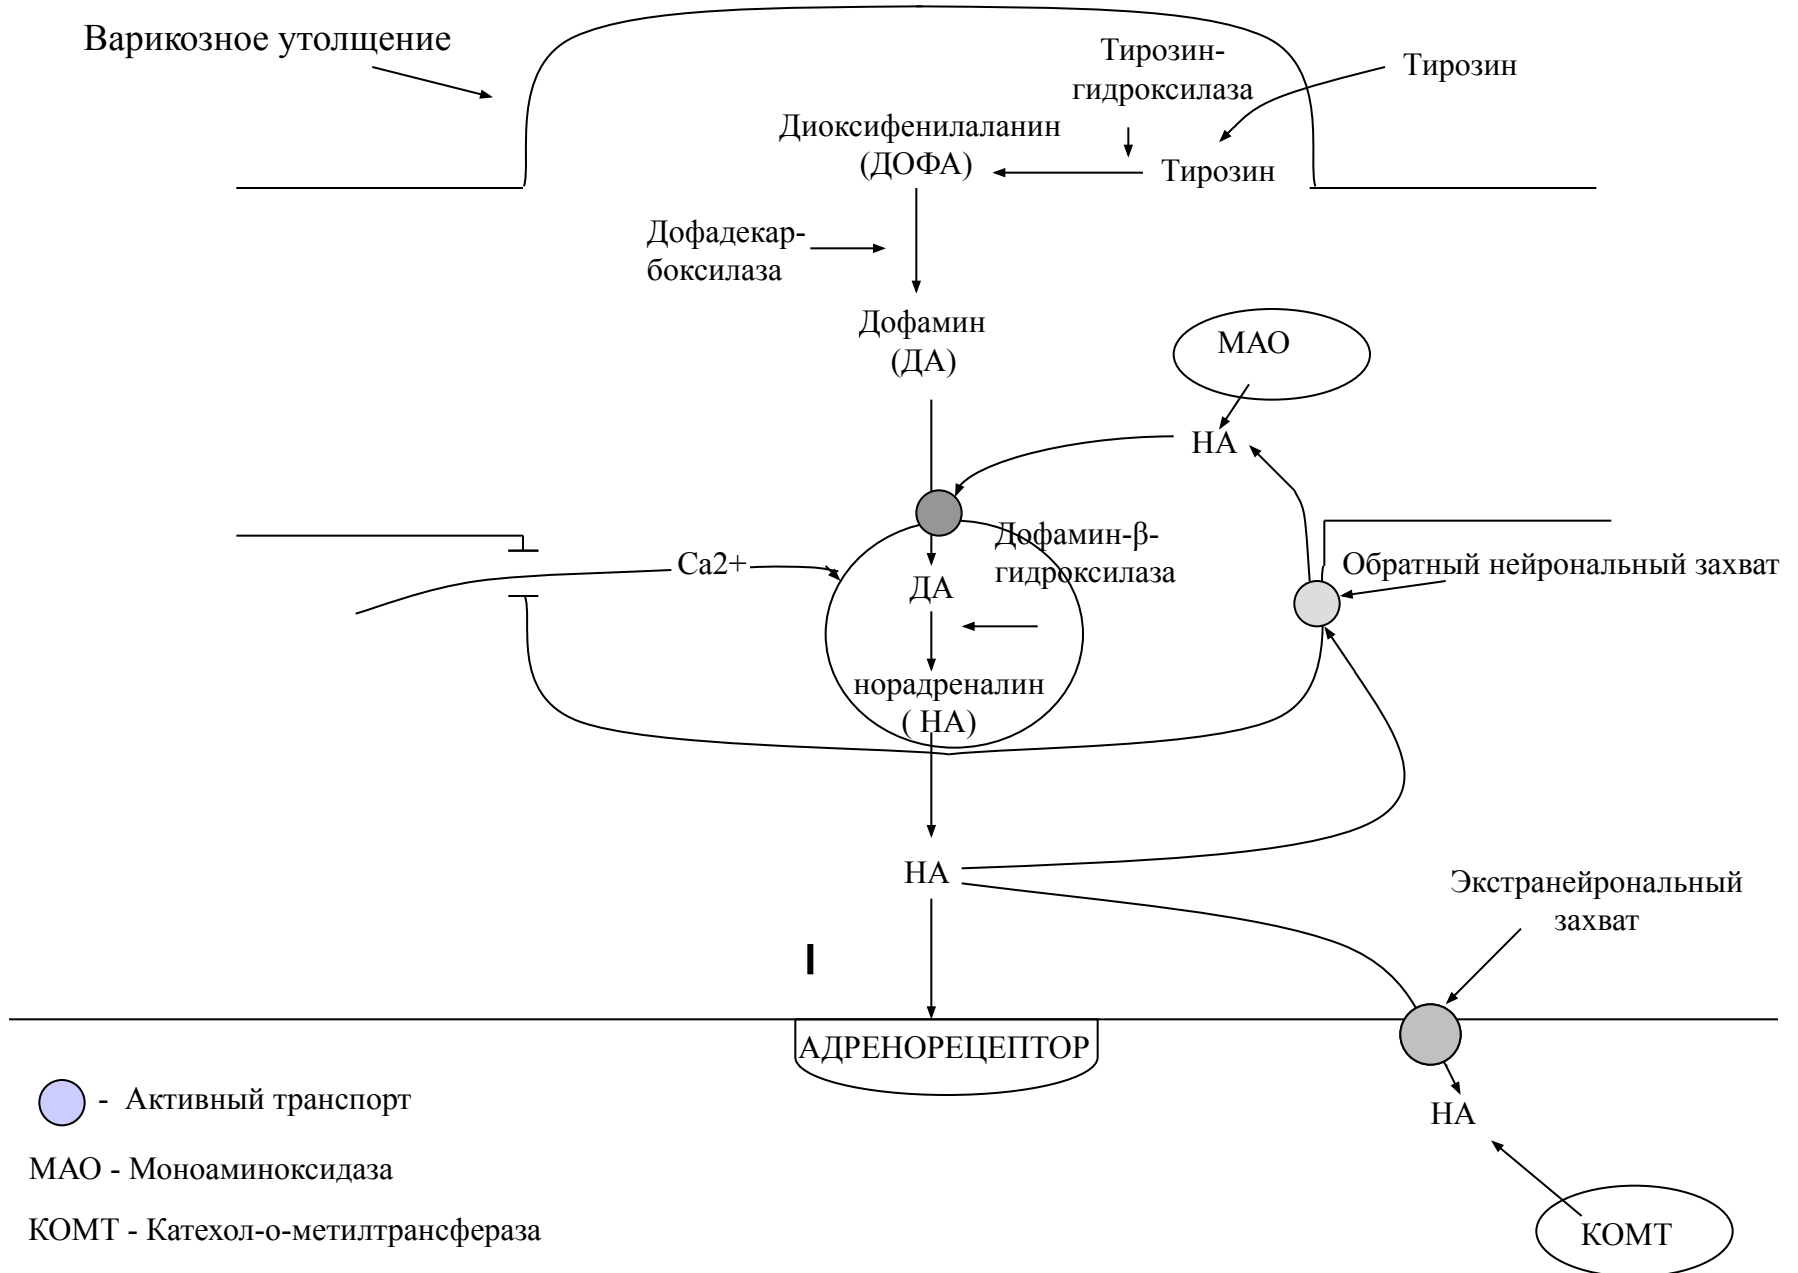 Варикозное утолщение
Тирозин-
гидроксилаза
Тирозин
Диоксифенилаланин
(ДОФА)
Тирозин
Дофадекар-
боксилаза
Дофамин
(ДА)
МАО
НА
Дофамин-β-
гидроксилаза
Ca2+
ДА
Обратный нейрональный захват
норадреналин
( НА)
НА
Экстранейрональный
захват
АДРЕНОРЕЦЕПТОР
- Активный транспорт
НА
МАО - Моноаминоксидаза
КОМТ - Катехол-о-метилтрансфераза
КОМТ